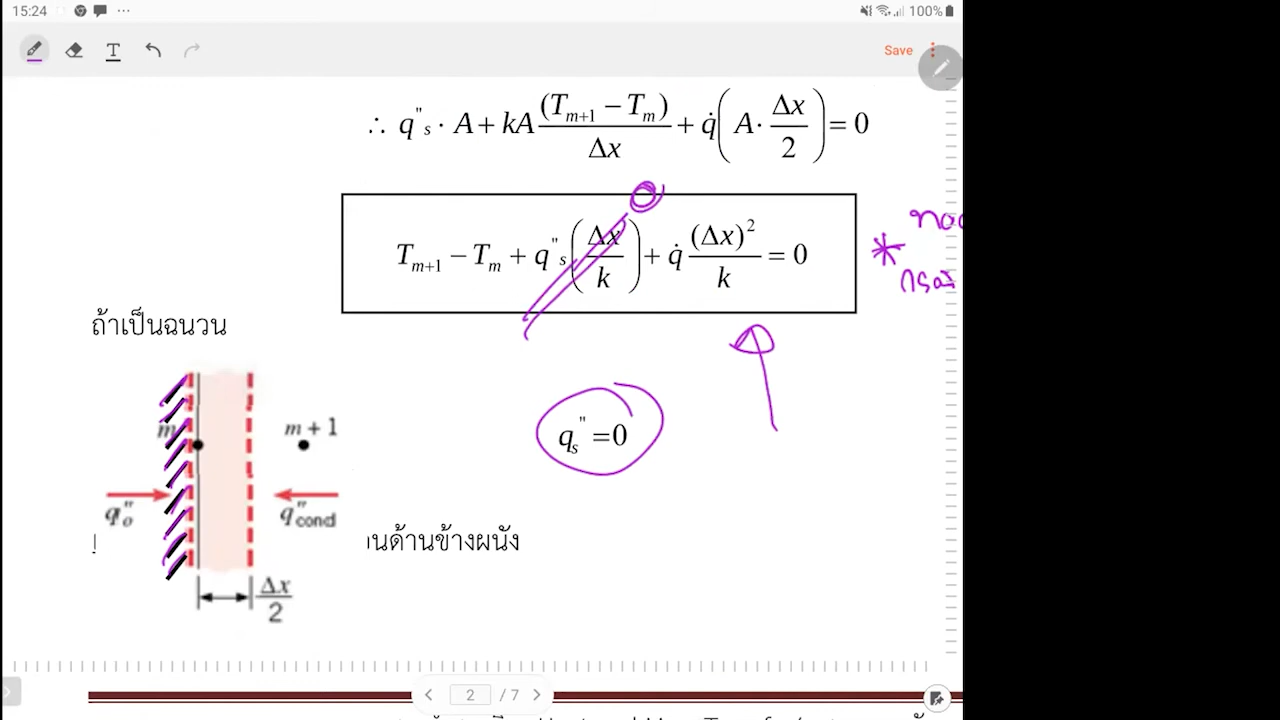 15:24
100%
Save
∴ q"s · A + kA (Tm+1 − Tm)/Δx + q̇(A · Δx/2) = 0
0
Tm+1 − Tm + q"s (Δx/k) + q̇ (Δx)²/k = 0
*
ถ้าเป็นฉนวน
m
m + 1
q"s = 0
q"o
q"cond
นด้านข้างผนัง
Δx/2
2 / 7